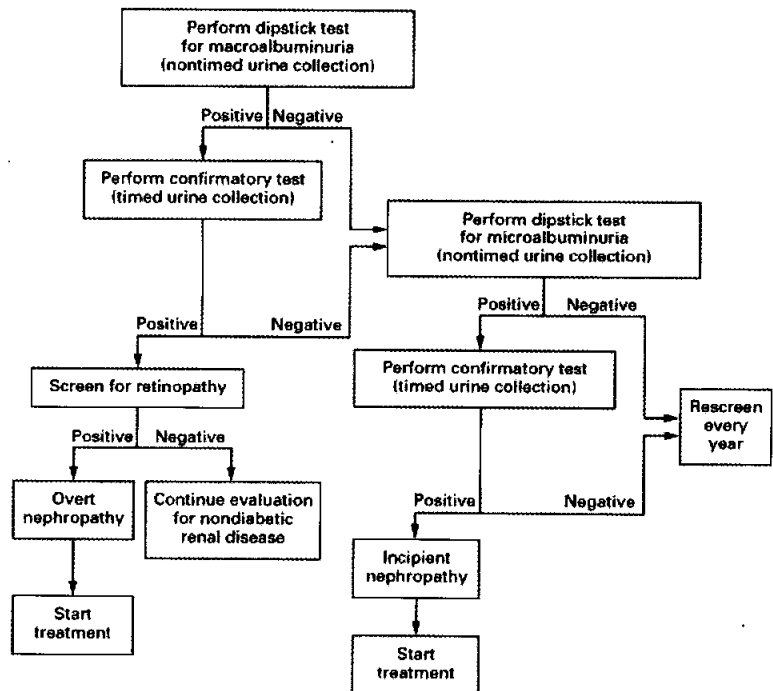 Perform dipstick test
for macroalbuminuria
(nontimed urine collection)
Positive Negative
Perform confirmatory test
(timed urine collection)
Perform dipstick test
for microalbuminuria
(nontimed urine collection)
Positive Negative
Positive Negative
Screen for retinopathy
Perform confirmatory test
(timed urine collection)
Rescreen
every
year
Positive Negative
Overt
nephropathy
Continue evaluation
for nondiabetic
renal disease
Positive Negative
Incipient
nephropathy
Start
treatment
Start
treatment